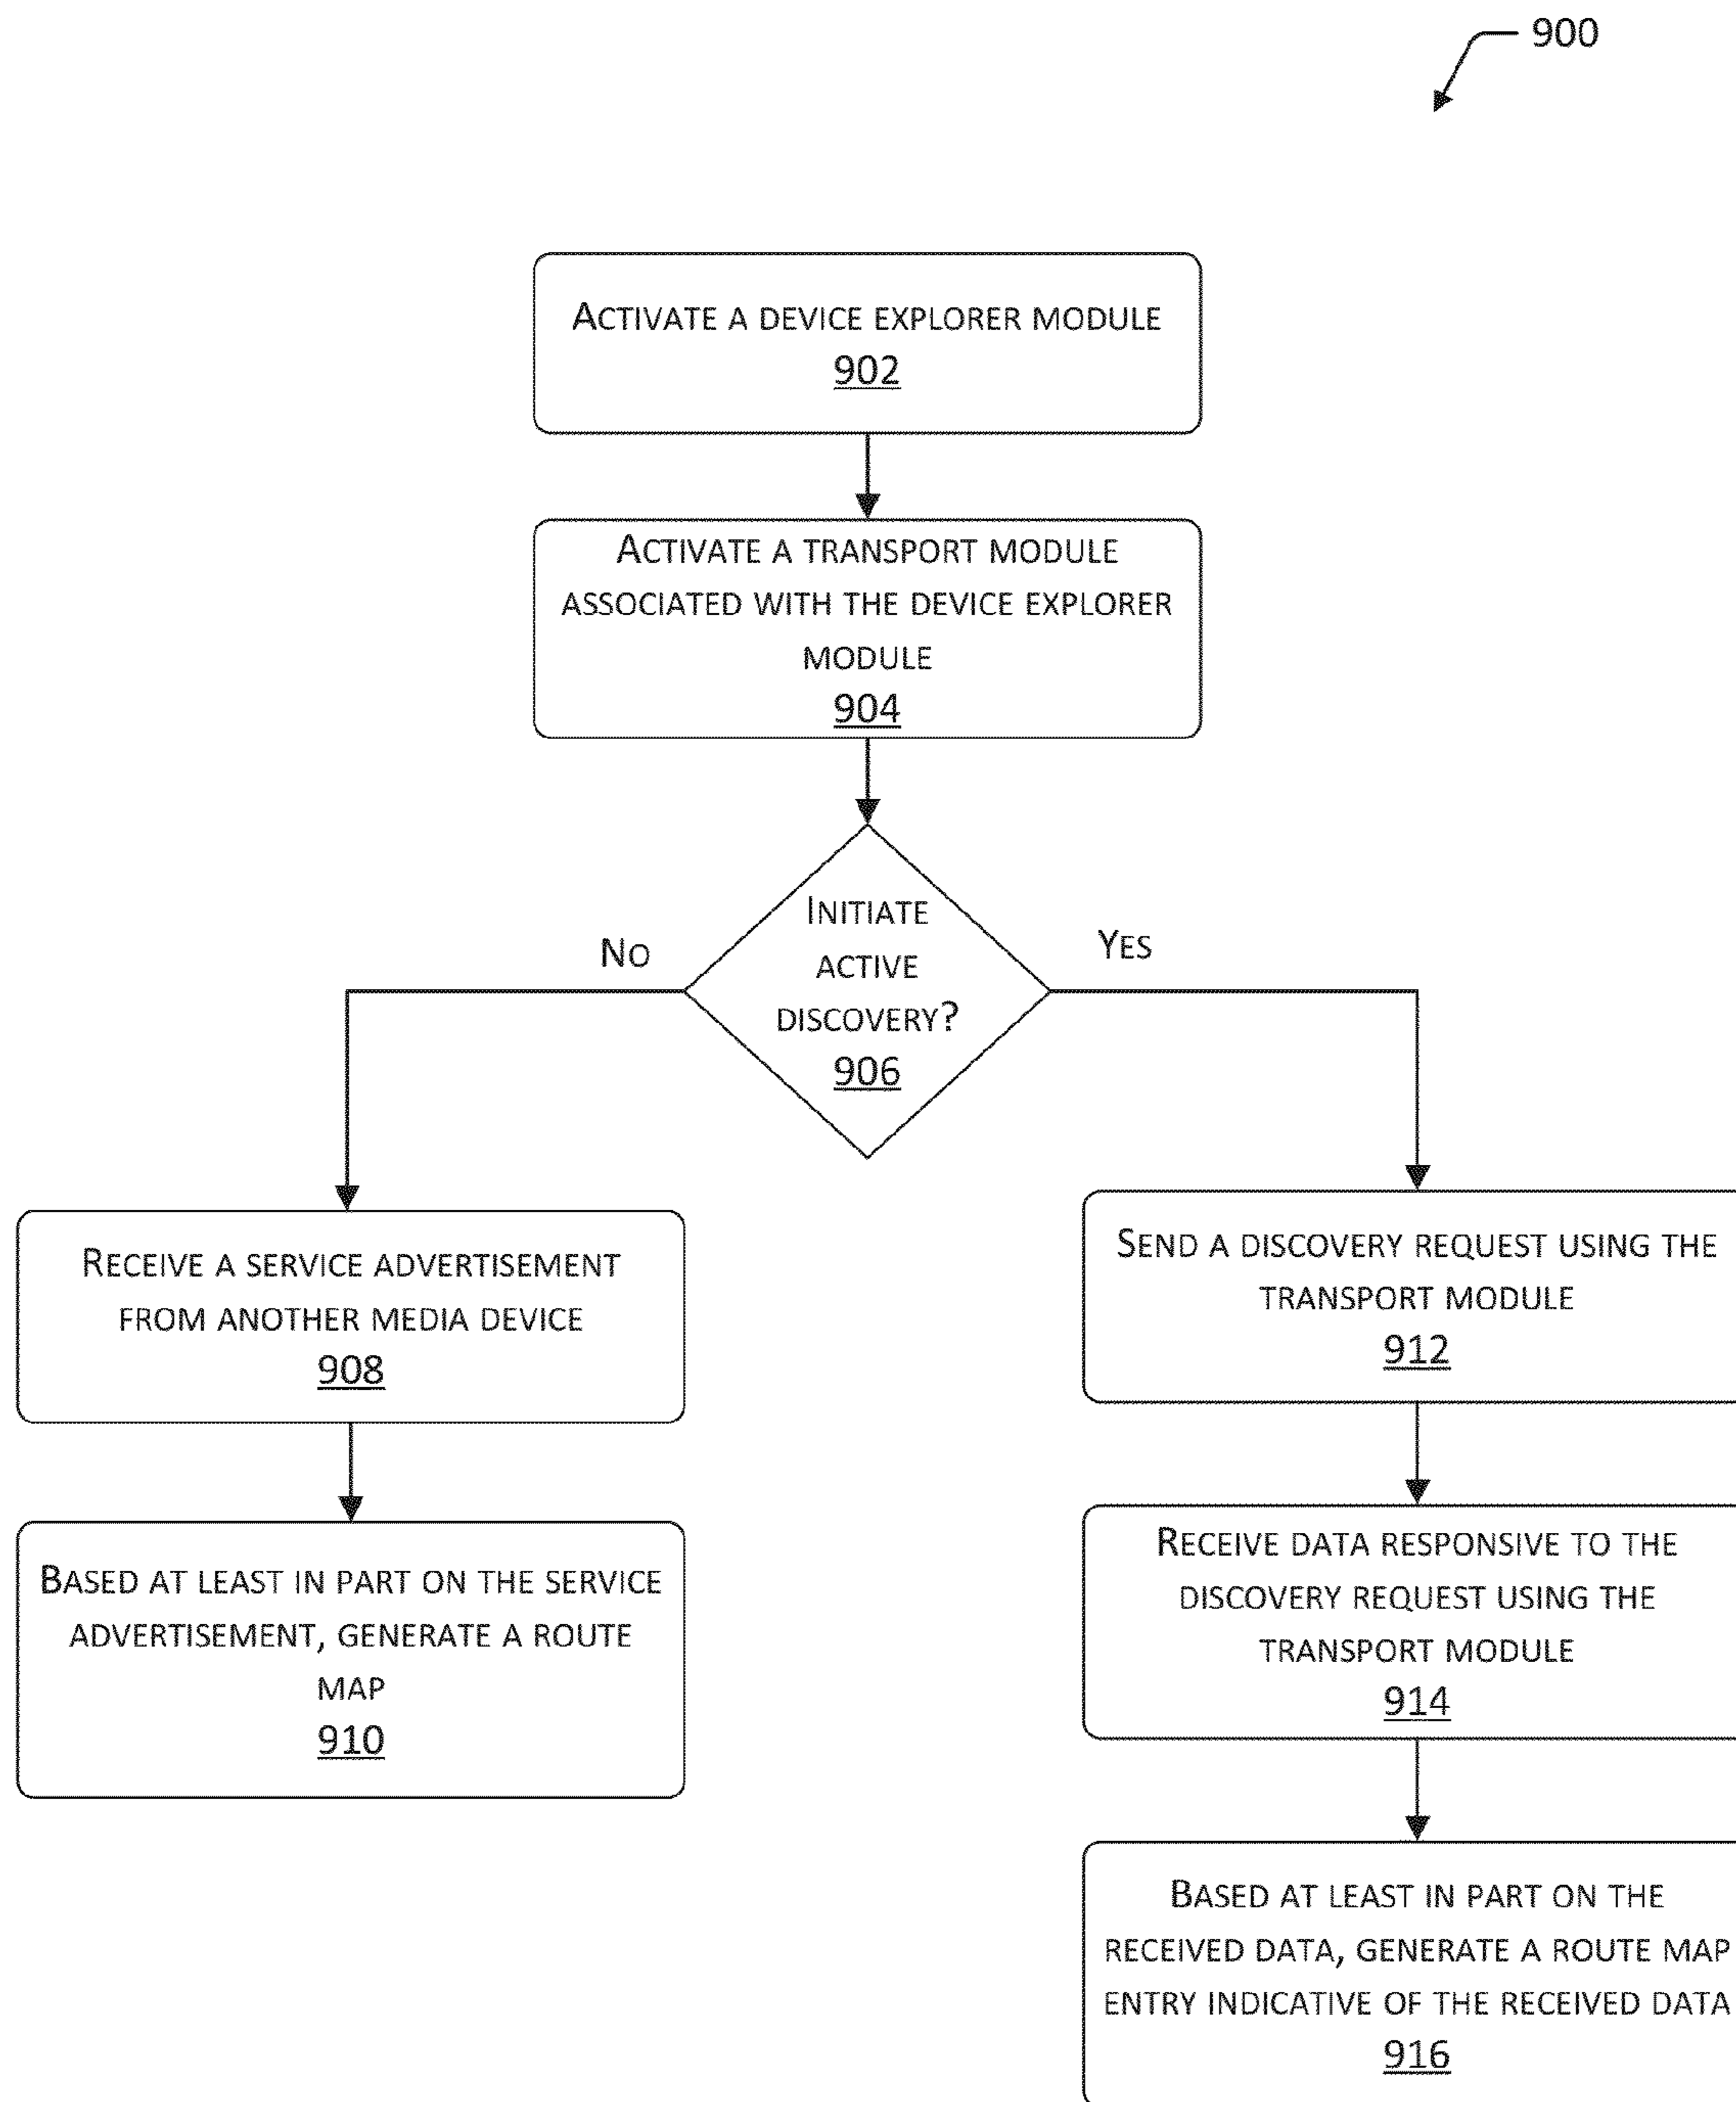 900
Activate a device explorer module
902
Activate a transport module
associated with the device explorer
module
904
Initiate
active
discovery?
906
No
Yes
Receive a service advertisement
from another media device
908
Based at least in part on the service
advertisement, generate a route
map
910
Send a discovery request using the
transport module
912
Receive data responsive to the
discovery request using the
transport module
914
Based at least in part on the
received data, generate a route map
entry indicative of the received data
916